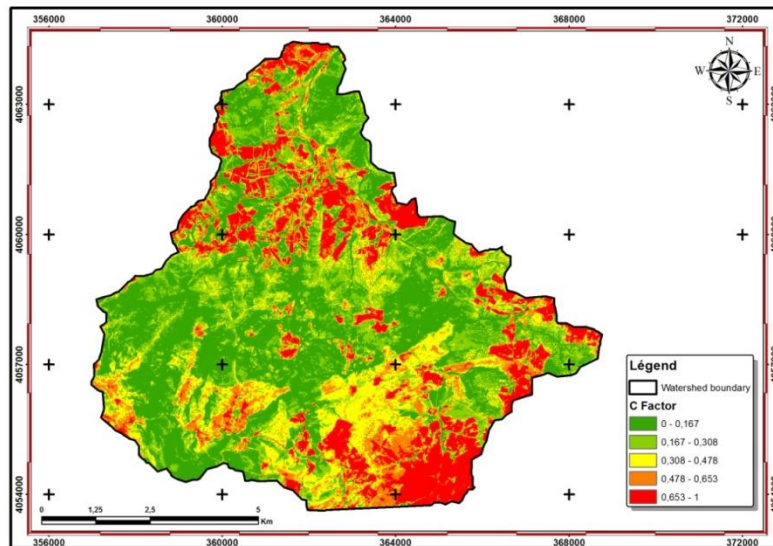 356000 360000 364000 368000 372000
N
W E
S
4063000
4060000 4060000
4057000
4054000
Légend
Watershed boundary
C Factor
0 - 0,167
0,167 - 0,308
0,308 - 0,478
0,478 - 0,653
0,653 - 1
0 1,25 2,5 5
Km
356000 360000 364000 368000 372000